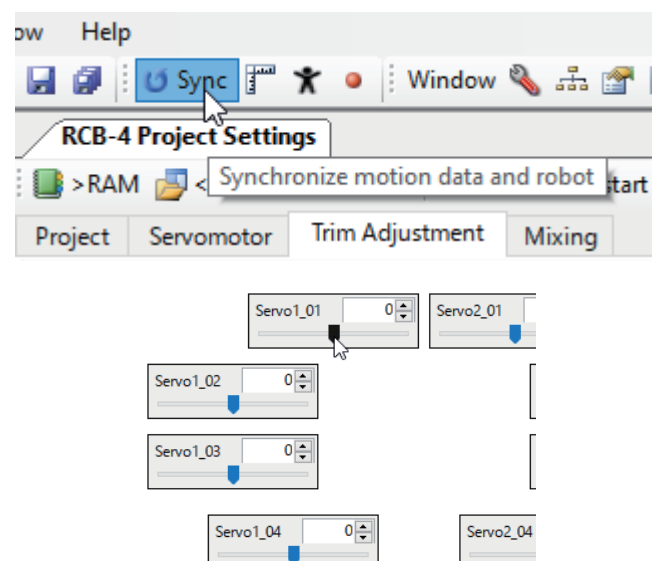 ow Help
Sync Window
RCB-4 Project Settings
>RAM < Synchronize motion data and robot start
Project Servomotor Trim Adjustment Mixing
Servo1_01 0 Servo2_01
Servo1_02 0
Servo1_03 0
Servo1_04 0 Servo2_04